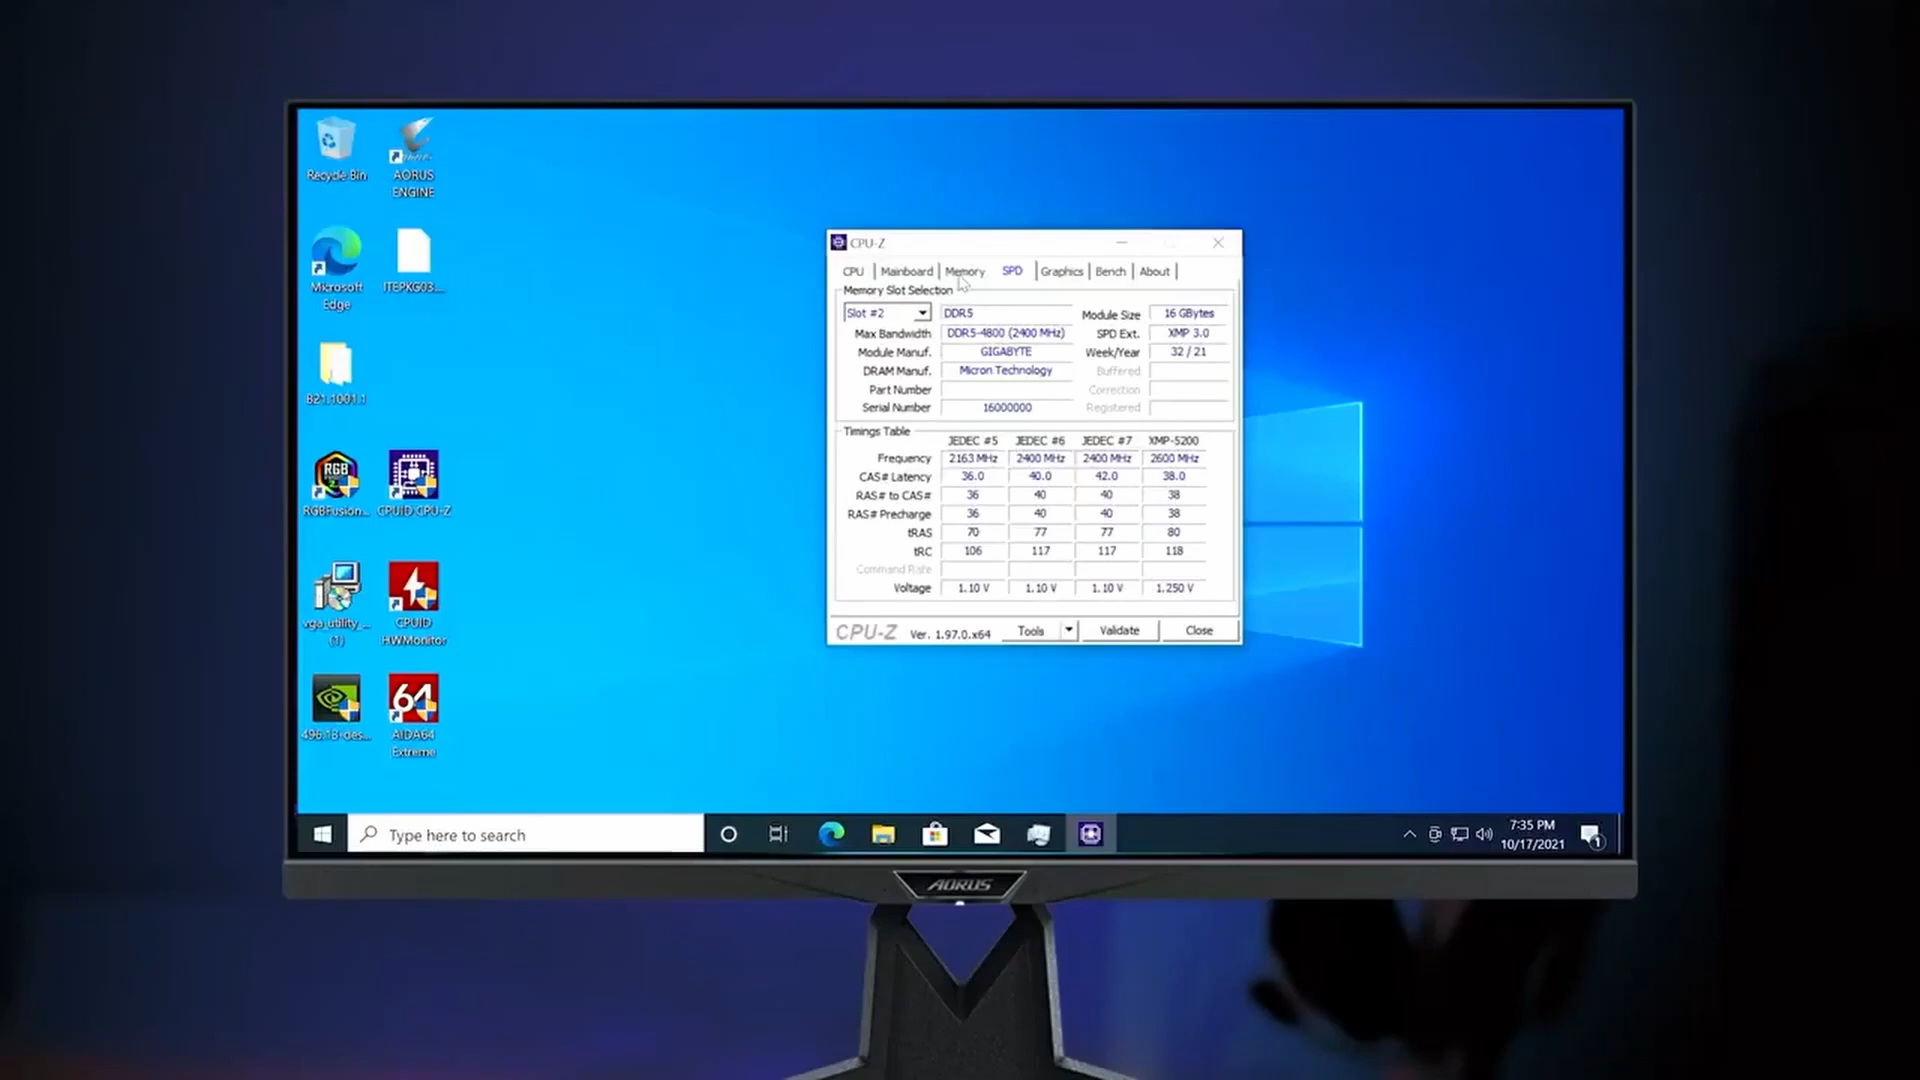 Recycle Bin
AORUS
ENGINE
Microsoft
Edge
ITEPKG03...
B21.1001.1
RGB
RGBFusion...
CPUID CPU-Z
vga_utility_...
(1)
CPUID
HWMonitor
496.13-des...
64
AIDA64
Extreme
CPU-Z
CPU Mainboard Memory SPD Graphics Bench About
Memory Slot Selection
Slot #2 DDR5 Module Size 16 GBytes
Max Bandwidth DDR5-4800 (2400 MHz) SPD Ext. XMP 3.0
Module Manuf. GIGABYTE Week/Year 32 / 21
DRAM Manuf. Micron Technology Buffered
Part Number Correction
Serial Number 16000000 Registered
Timings Table
JEDEC #5 JEDEC #6 JEDEC #7 XMP-5200
Frequency 2163 MHz 2400 MHz 2400 MHz 2600 MHz
CAS# Latency 36.0 40.0 42.0 38.0
RAS# to CAS# 36 40 40 38
RAS# Precharge 36 40 40 38
tRAS 70 77 77 80
tRC 106 117 117 118
Command Rate
Voltage 1.10 V 1.10 V 1.10 V 1.250 V
CPU-Z Ver. 1.97.0.x64 Tools Validate Close
Type here to search
7:35 PM
10/17/2021
1
AORUS